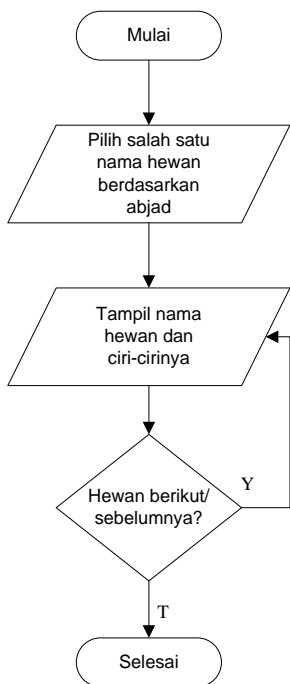 Mulai
Pilih salah satu
nama hewan
berdasarkan
abjad
Tampil nama
hewan dan
ciri-cirinya
Hewan berikut/
sebelumnya?
Y
T
Selesai